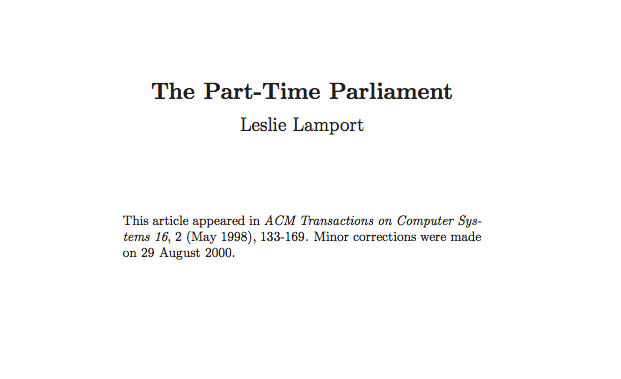 The Part-Time Parliament
Leslie Lamport
This article appeared in ACM Transactions on Computer Sys-
tems 16, 2 (May 1998), 133-169. Minor corrections were made
on 29 August 2000.